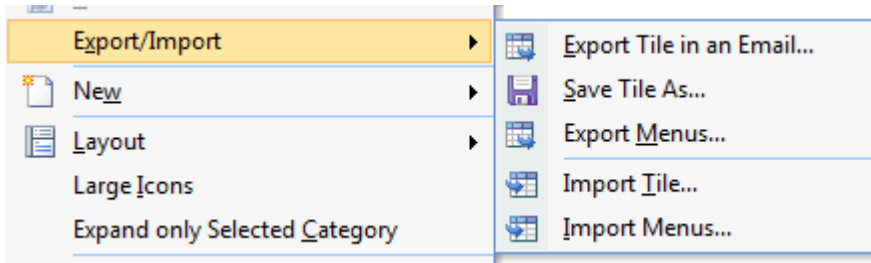 Export/Import
New
Layout
Large Icons
Expand only Selected Category
Export Tile in an Email...
Save Tile As...
Export Menus...
Import Tile...
Import Menus...